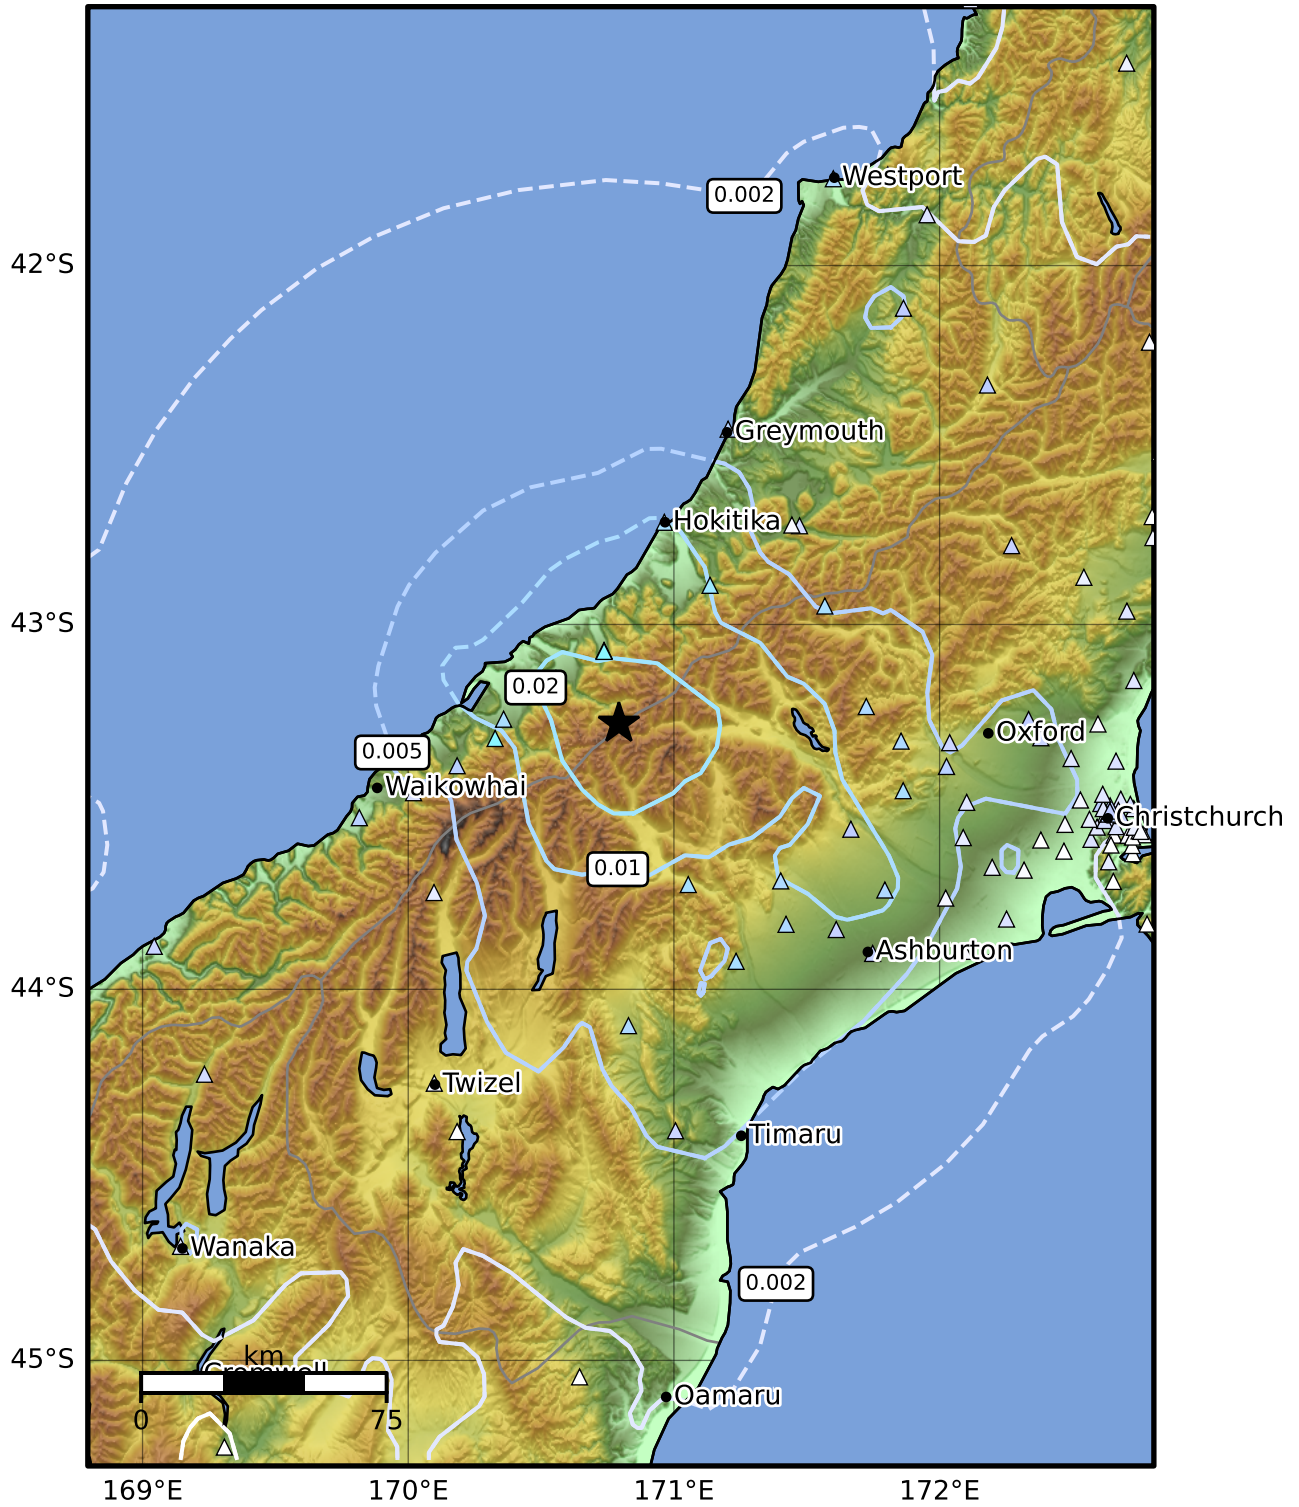 0.002
Westport
42°S
Greymouth
Hokitika
43°S
0.02
Oxford
0.005
Waikowhai
Christchurch
0.01
Ashburton
44°S
Twizel
Timaru
Wanaka
0.002
km
45°S
Cromwell
Oamaru
0
75
169°E
170°E
171°E
172°E